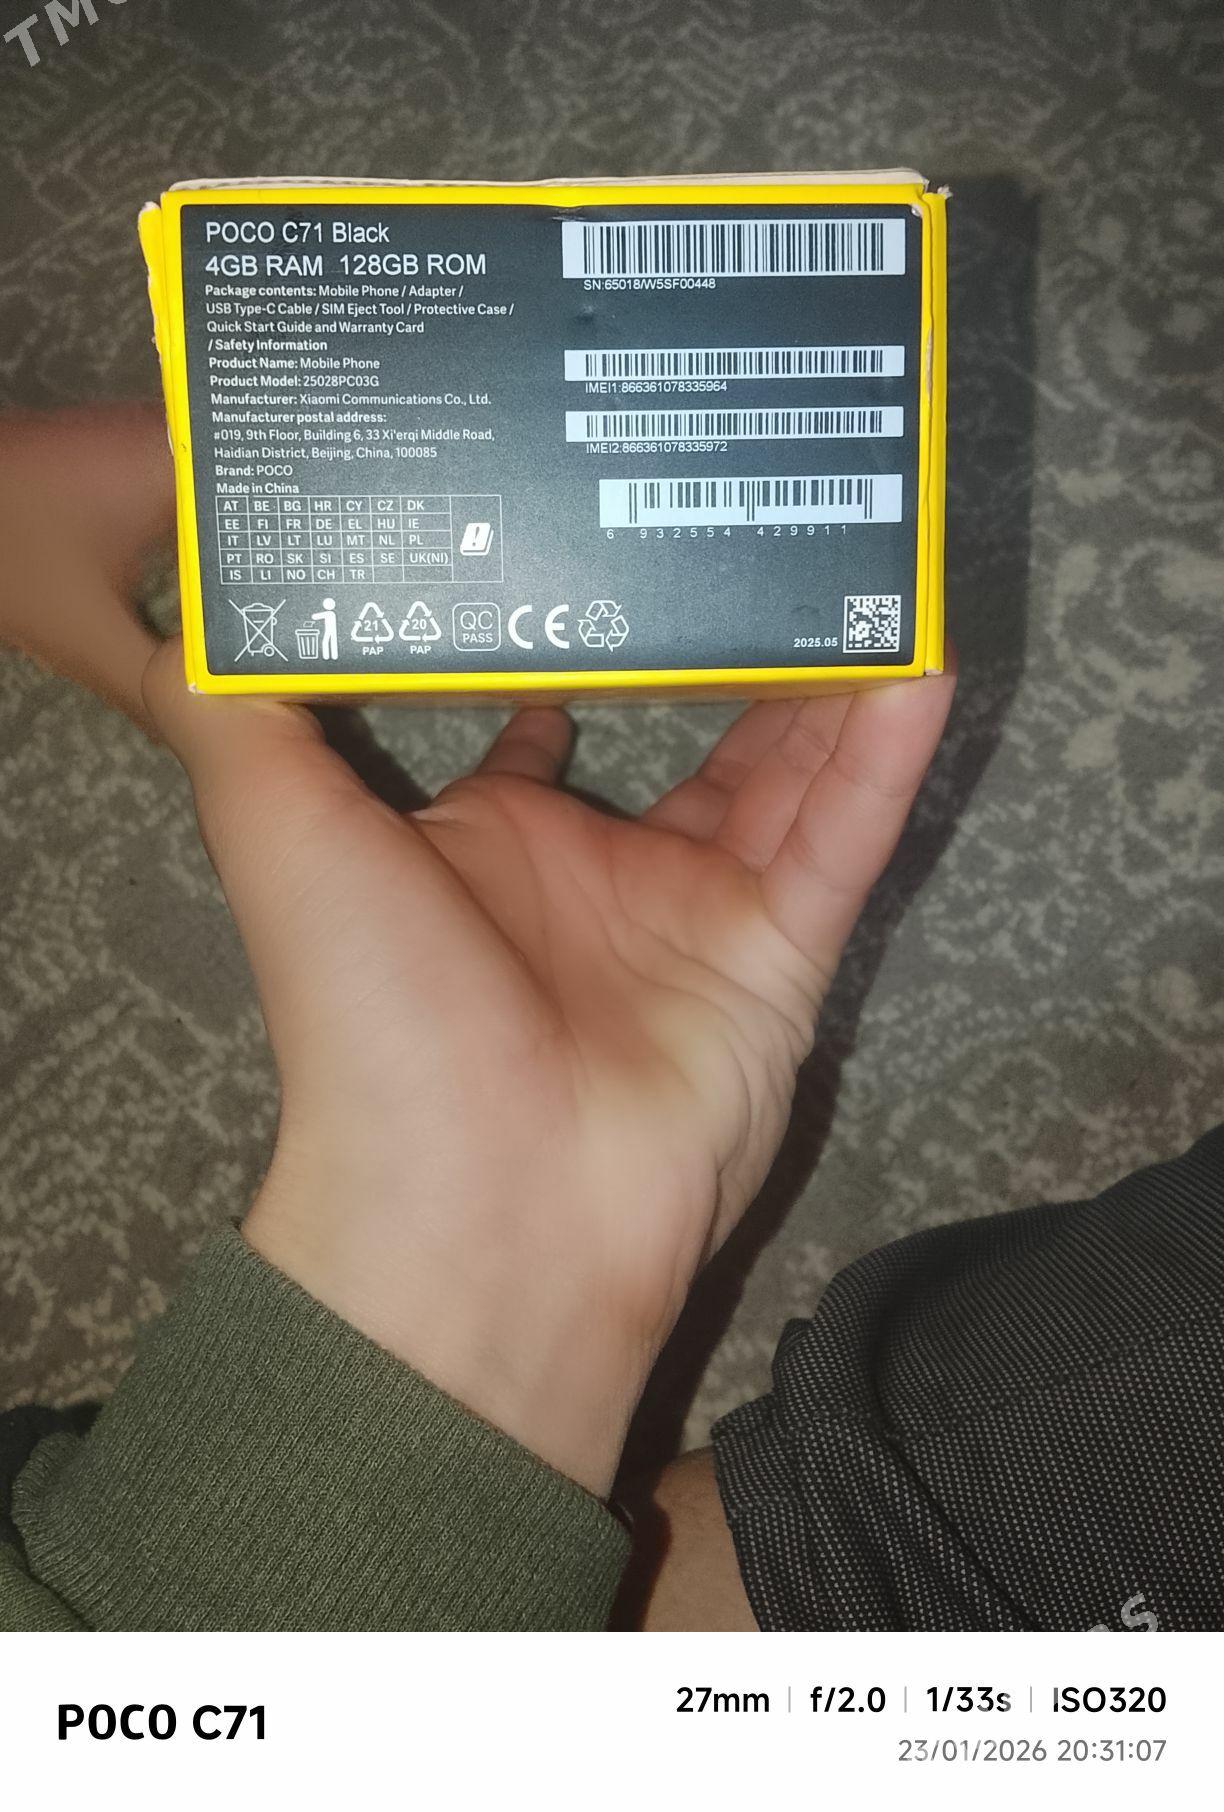 POCO C71 Black
4GB RAM 128GB ROM
Package contents: Mobile Phone / Adapter /
USB Type-C Cable / SIM Eject Tool / Protective Case /
Quick Start Guide and Warranty Card
/ Safety Information
Product Name: Mobile Phone
Product Model: 25028PC03G
Manufacturer: Xiaomi Communications Co., Ltd.
Manufacturer postal address:
#019, 9th Floor, Building 6, 33 Xi'erqi Middle Road,
Haidian District, Beijing, China, 100085
Brand: POCO
Made in China
AT BE BG HR CY CZ DK
EE FI FR DE EL HU IE
IT LV LT LU MT NL PL
PT RO SK SI ES SE UK(NI)
IS LI NO CH TR
21
PAP
20
PAP
QC
PASS
CE
SN:65018/W5SF00448
IMEI1:866361078335964
IMEI2:866361078335972
6 932554 429911
2025.05
POCO C71
27mm | f/2.0 | 1/33s | ISO320
23/01/2026 20:31:07